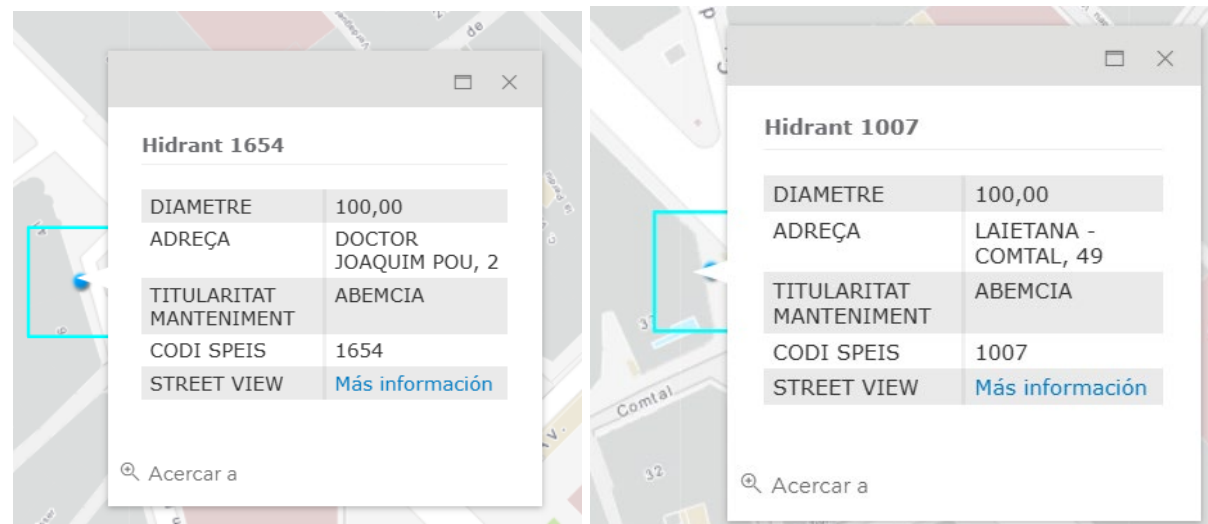 de
Hidrant 1654
DIAMETRE 100,00
ADREÇA DOCTOR
JOAQUIM POU, 2
TITULARITAT ABEMCIA
MANTENIMENT
CODI SPEIS 1654
STREET VIEW Más información
AV.
Acercar a
Hidrant 1007
DIAMETRE 100,00
ADREÇA LAIETANA -
COMTAL, 49
TITULARITAT ABEMCIA
MANTENIMENT
CODI SPEIS 1007
STREET VIEW Más información
Comtal
32
Acercar a